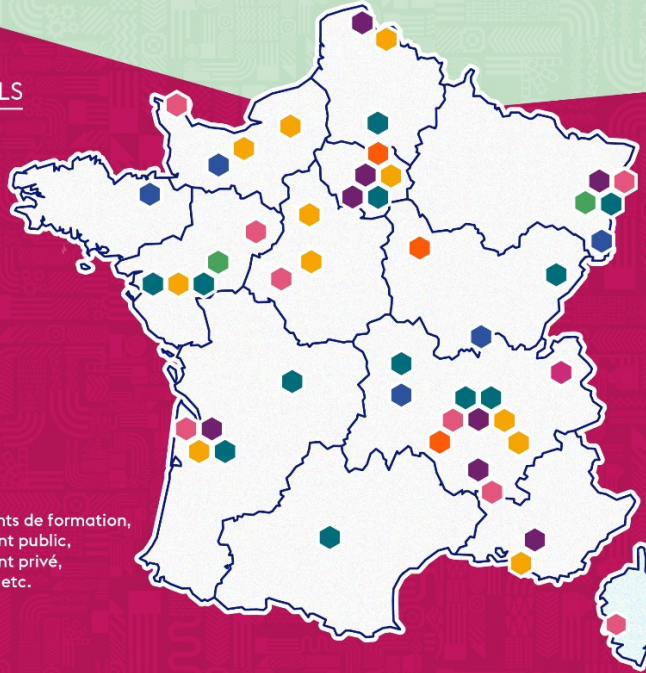 LS
nts de formation,
nt public,
nt privé,
etc.